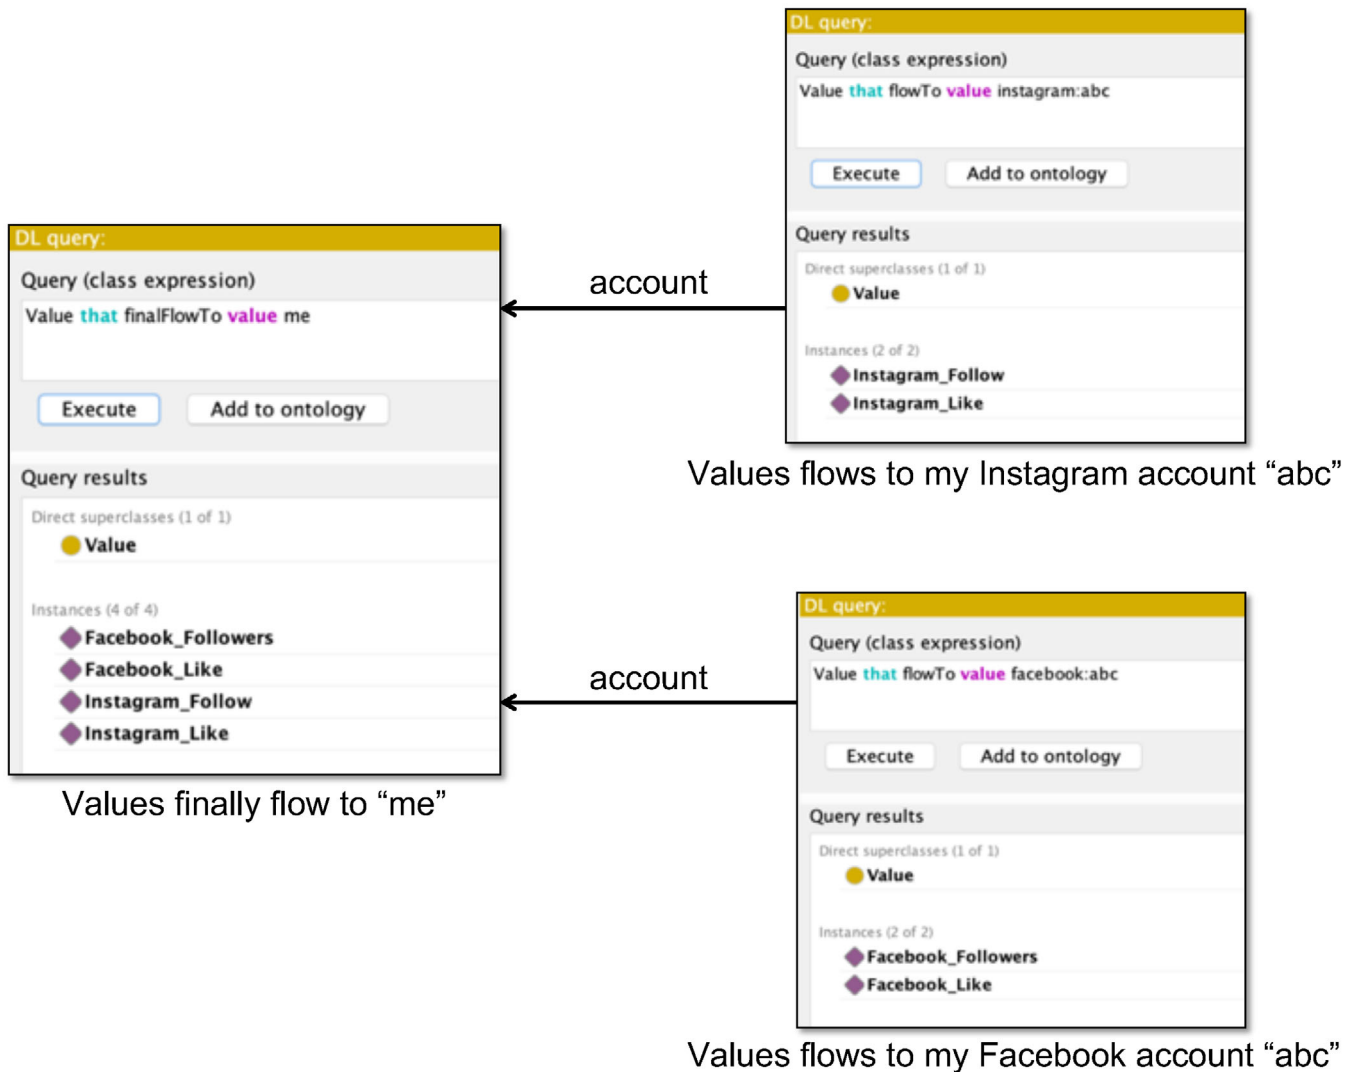 DL query:
Query (class expression)
Value that flowTo value instagram:abc
Execute Add to ontology
Query results
Direct superclasses (1 of 1)
Value
Instances (2 of 2)
Instagram_Follow
Instagram_Like
Values flows to my Instagram account “abc”
account
DL query:
Query (class expression)
Value that finalFlowTo value me
Execute Add to ontology
Query results
Direct superclasses (1 of 1)
Value
Instances (4 of 4)
Facebook_Followers
Facebook_Like
Instagram_Follow
Instagram_Like
Values finally flow to “me”
account
DL query:
Query (class expression)
Value that flowTo value facebook:abc
Execute Add to ontology
Query results
Direct superclasses (1 of 1)
Value
Instances (2 of 2)
Facebook_Followers
Facebook_Like
Values flows to my Facebook account “abc”